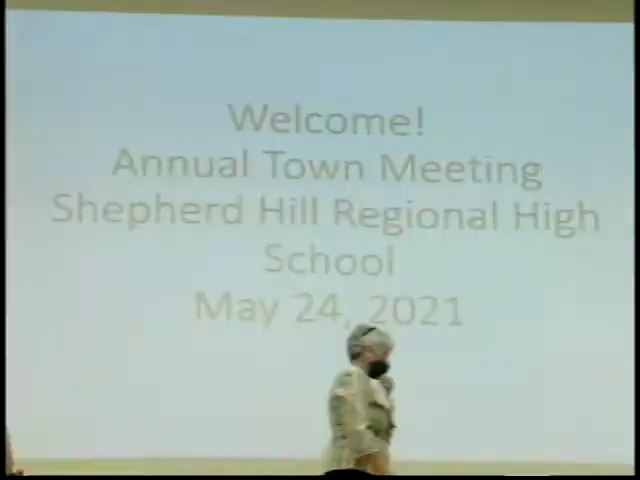 Welcome!
Annual Town Meeting
Shepherd Hill Regional High
School
May 24, 2021